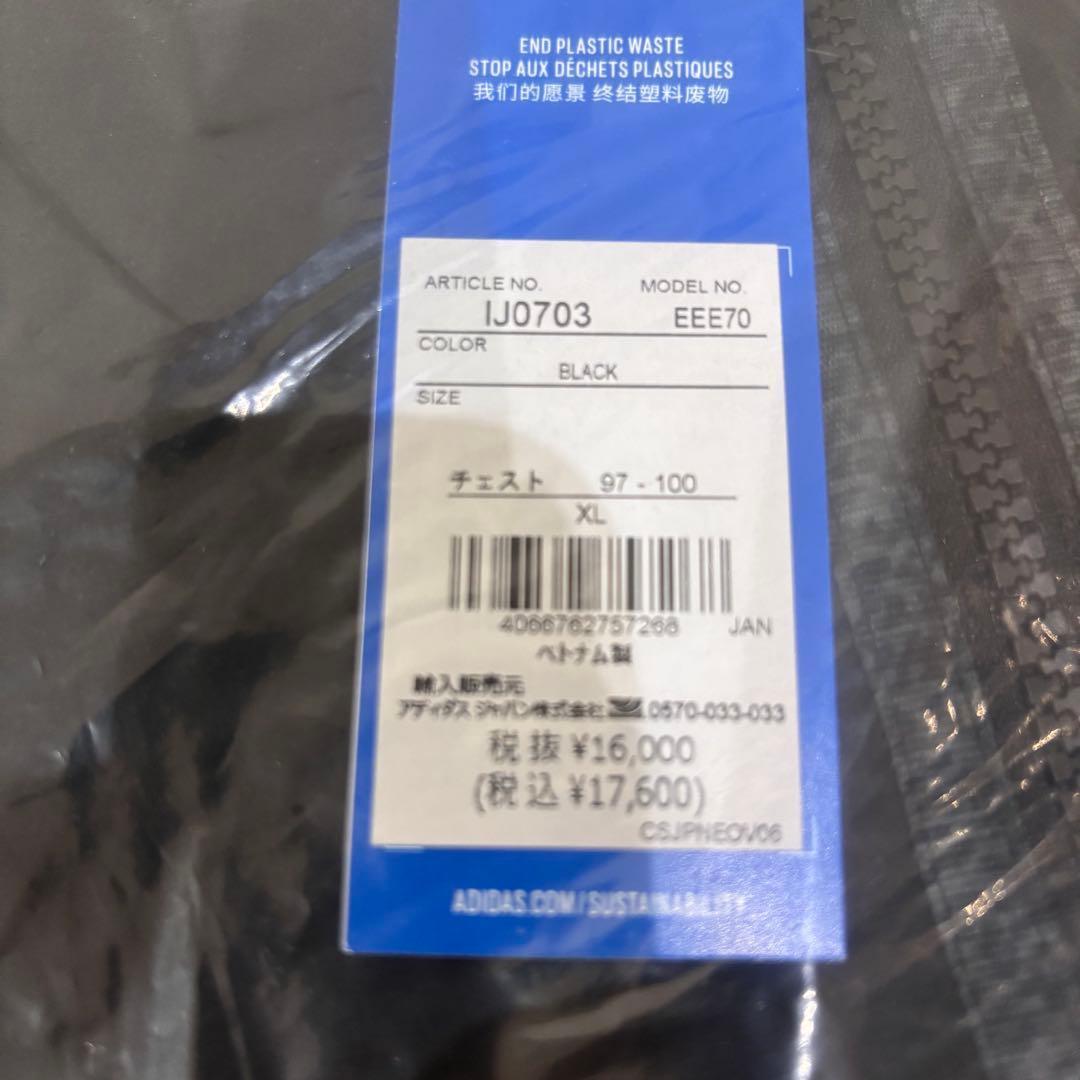 END PLASTIC WASTE
STOP AUX DÉCHETS PLASTIQUES
我们的愿景 终结塑料废物
ARTICLE NO. MODEL NO.
IJ0703 EEE70
COLOR
BLACK
SIZE
チェスト 97 - 100
XL
4066762757268 JAN
ベトナム製
輸入販売元
アディダス ジャパン株式会社 0570-033-033
税抜 ¥16,000
(税込 ¥17,600)
CSJPNEOV06
ADIDAS.COM/SUSTAINABILITY